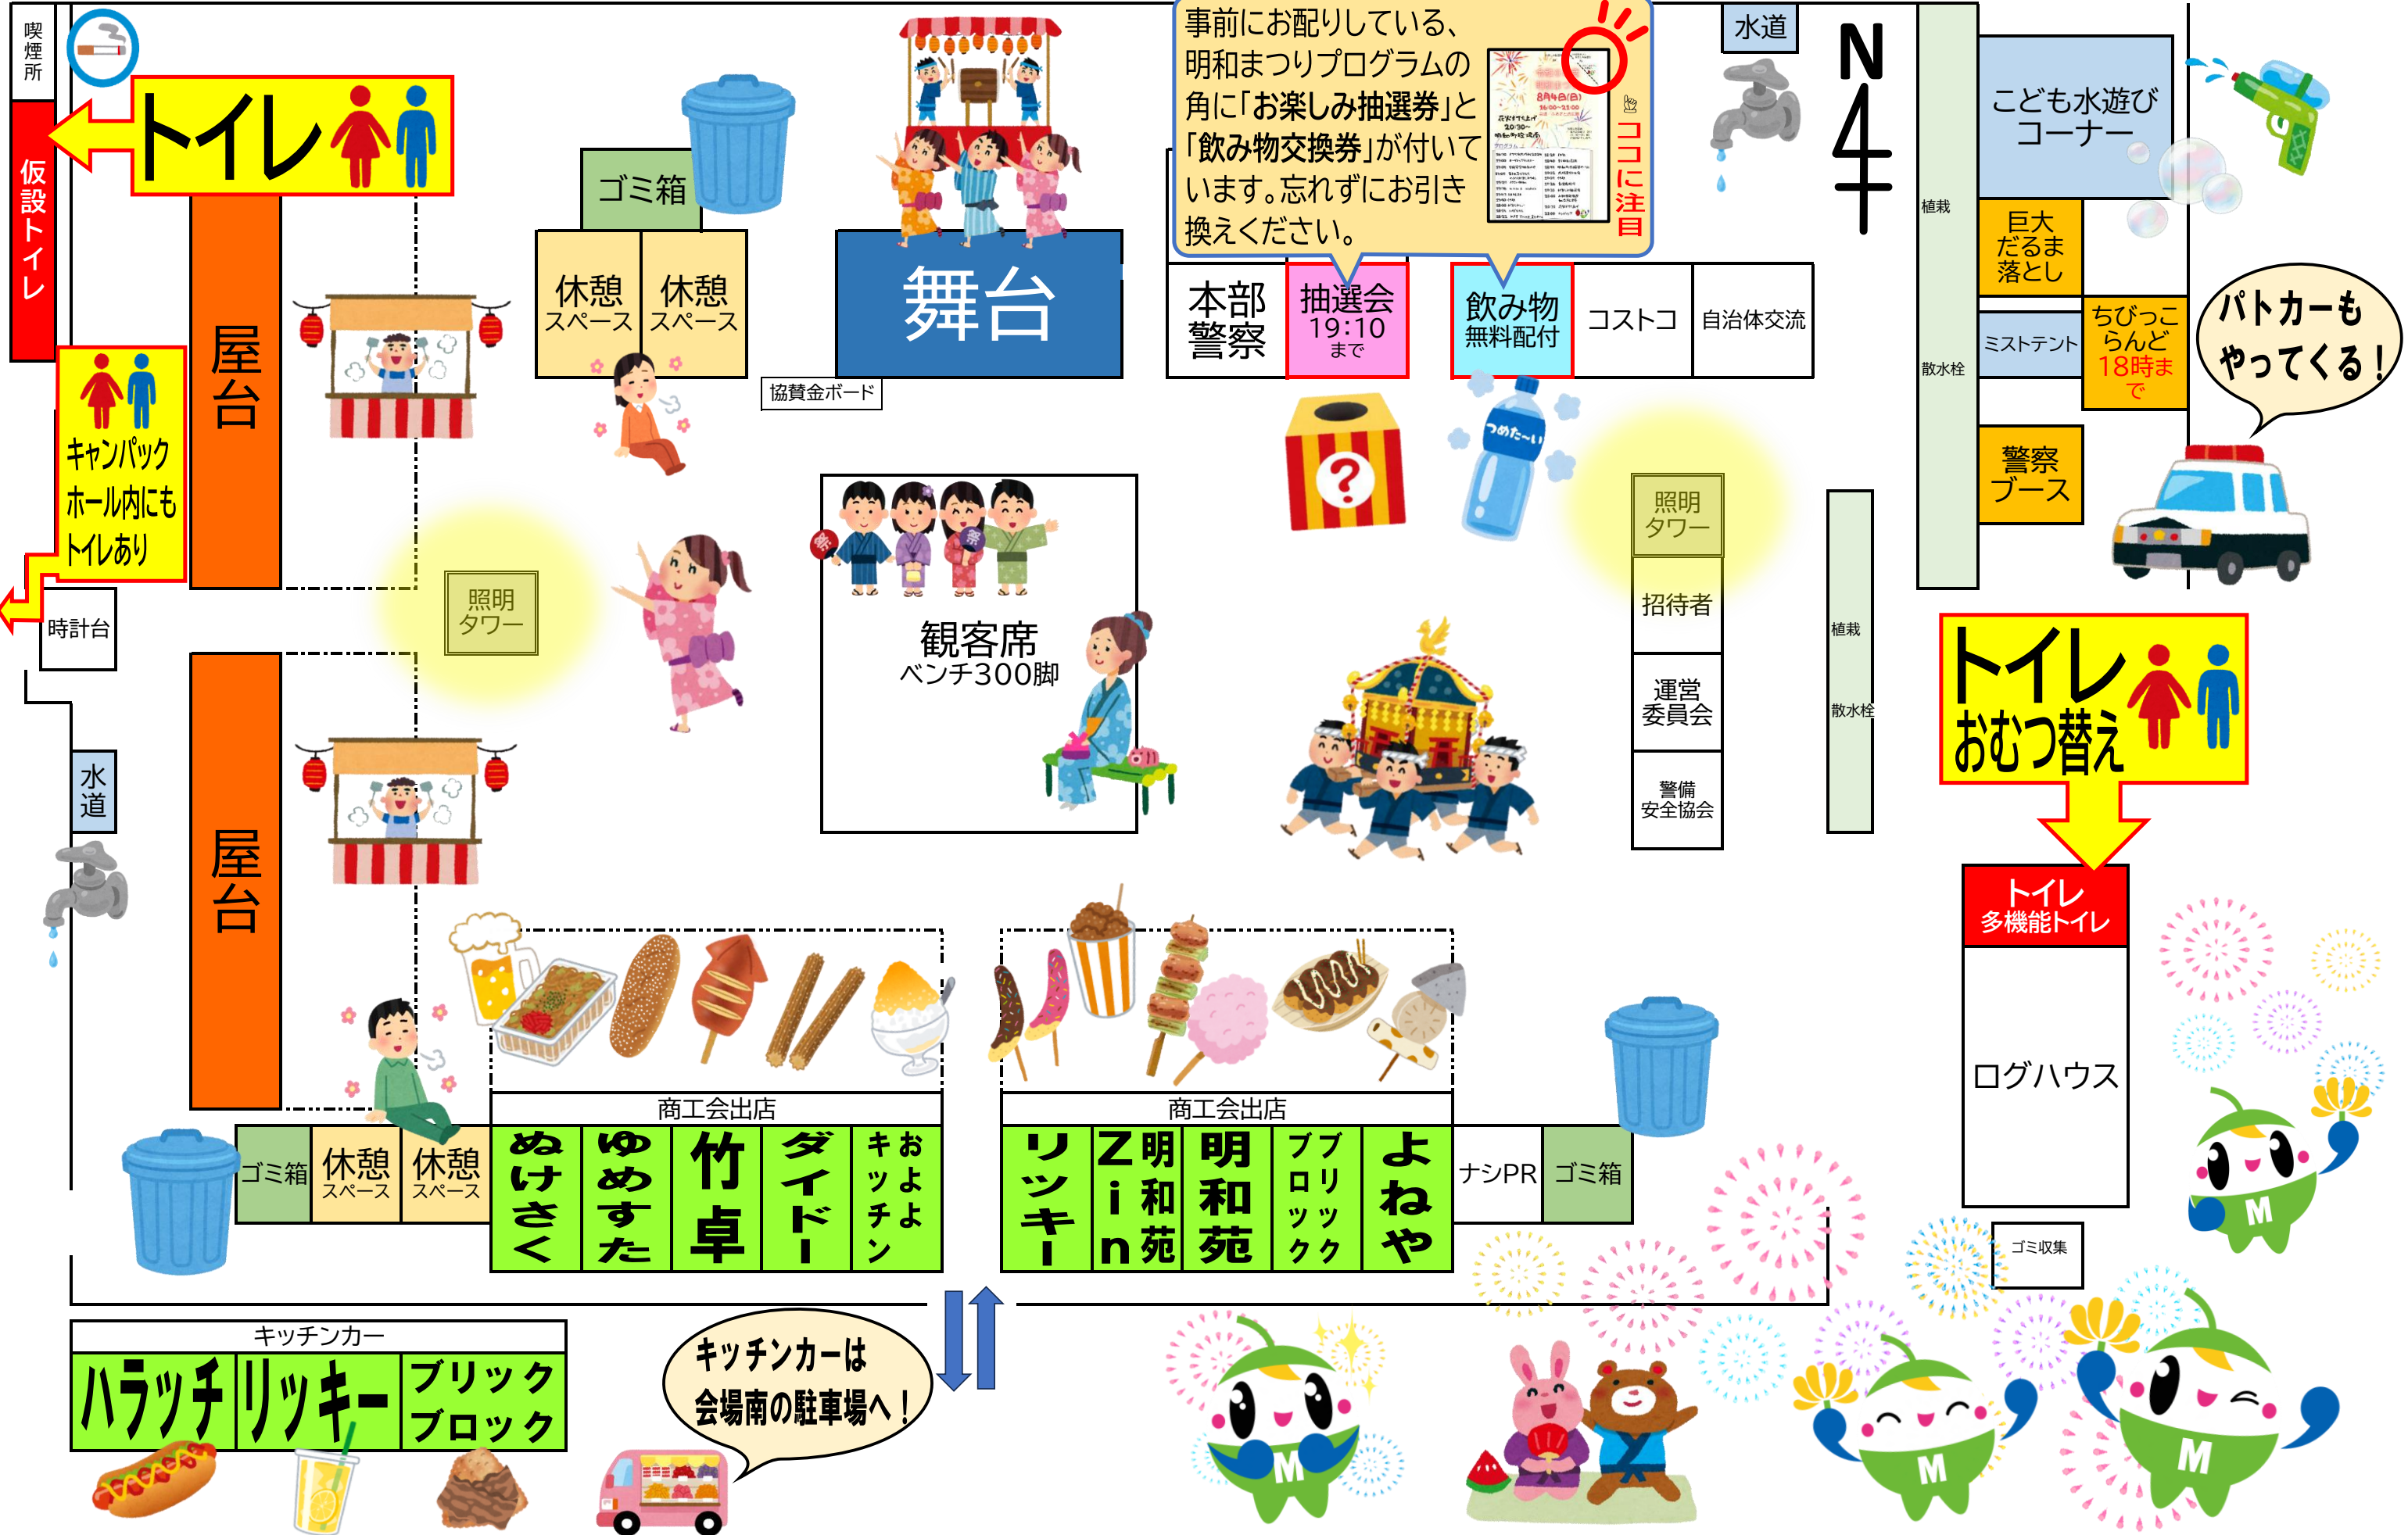 喫煙所
仮設トイレ
トイレ
キャンパック
ホール内にも
トイレあり
時計台
水道
屋台
屋台
ゴミ箱
休憩
スペース
休憩
スペース
協賛金ボード
舞台
事前にお配りしている、
明和まつりプログラムの
角に「お楽しみ抽選券」と
「飲み物交換券」が付いて
います。忘れずにお引き
換えください。
8月4日(日)
ココに注目
本部
警察
抽選会
19:10
まで
飲み物
無料配付
コストコ
自治体交流
つめた〜い
水道
N
植栽
散水栓
こども水遊び
コーナー
巨大
だるま
落とし
ミストテント
ちびっこ
らんど
18時ま
で
警察
ブース
パトカーも
やってくる！
照明
タワー
祭
祭
観客席
ベンチ300脚
照明
タワー
招待者
運営
委員会
警備
安全協会
植栽
散水栓
トイレ
おむつ替え
トイレ
多機能トイレ
ログハウス
ゴミ収集
ゴミ箱
休憩
スペース
休憩
スペース
商工会出店
ぬけさく
ゆめすた
竹卓
ダイドー
およよ
キッチン
商工会出店
リッキー
明和苑
Zin
明和苑
ブリック
ブロック
よねや
ナシPR
ゴミ箱
キッチンカー
ハラッチ
リッキー
ブリック
ブロック
キッチンカーは
会場南の駐車場へ！
M
M
M
M